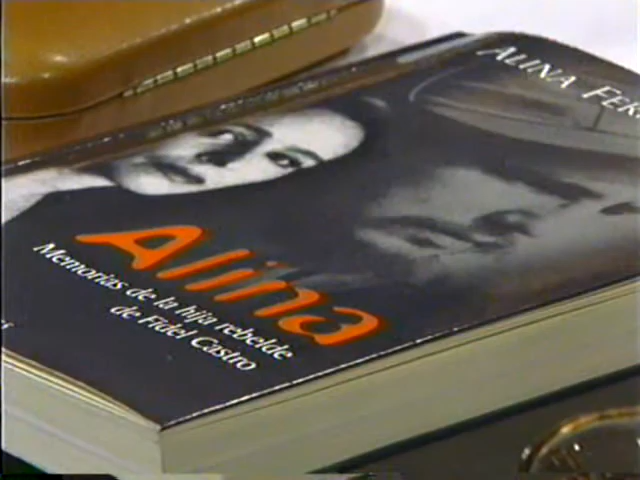 ALINA FER
Alina
Memorias de la hija rebelde
de Fidel Castro